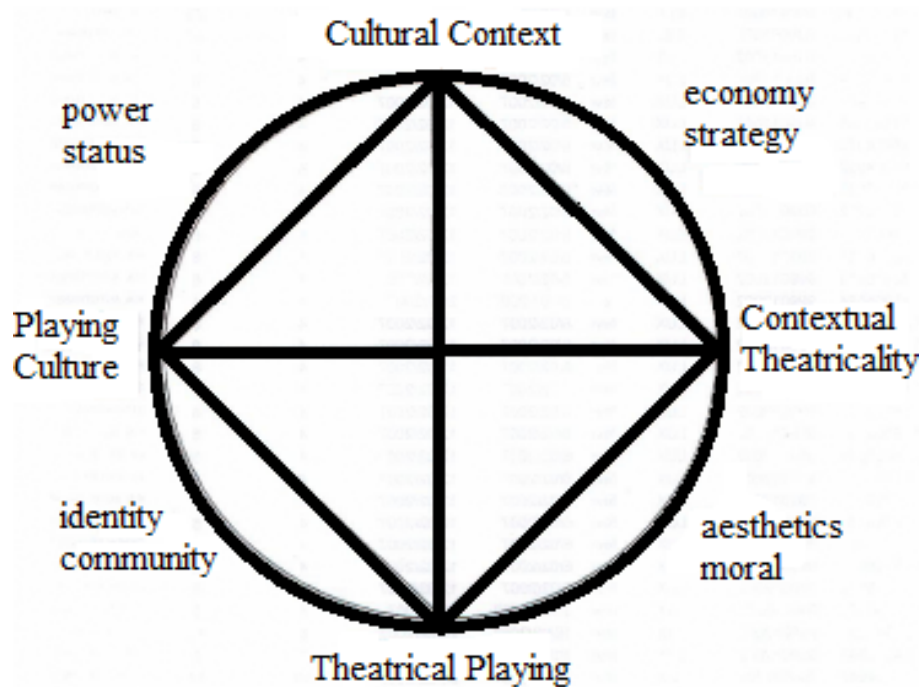 Cultural Context
power
status
economy
strategy
Playing
Culture
Contextual
Theatricality
identity
community
aesthetics
moral
Theatrical Playing